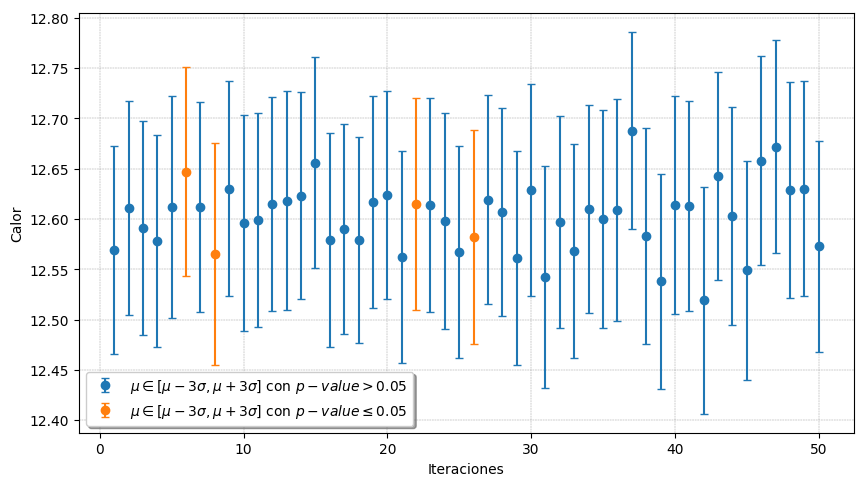 12.80
12.75
12.70
12.65
12.60
12.55
12.50
12.45
12.40
Calor
μ ∈ [μ − 3σ, μ + 3σ] con p − value > 0.05
μ ∈ [μ − 3σ, μ + 3σ] con p − value ≤ 0.05
0 10 20 30 40 50
Iteraciones